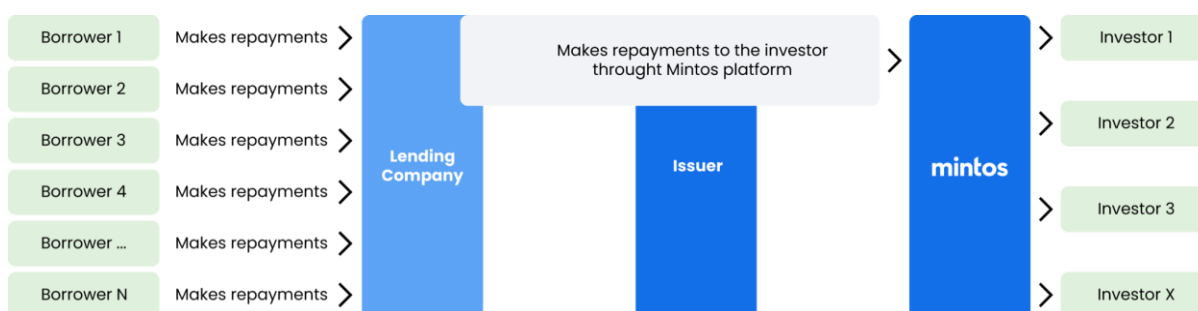 Borrower 1 Makes repayments
Makes repayments to the investor
throught Mintos platform
Investor 1
Borrower 2 Makes repayments
Investor 2
Borrower 3 Makes repayments
Lending
Company
Issuer
mintos
Borrower 4 Makes repayments
Investor 3
Borrower ... Makes repayments
Borrower N Makes repayments
Investor X